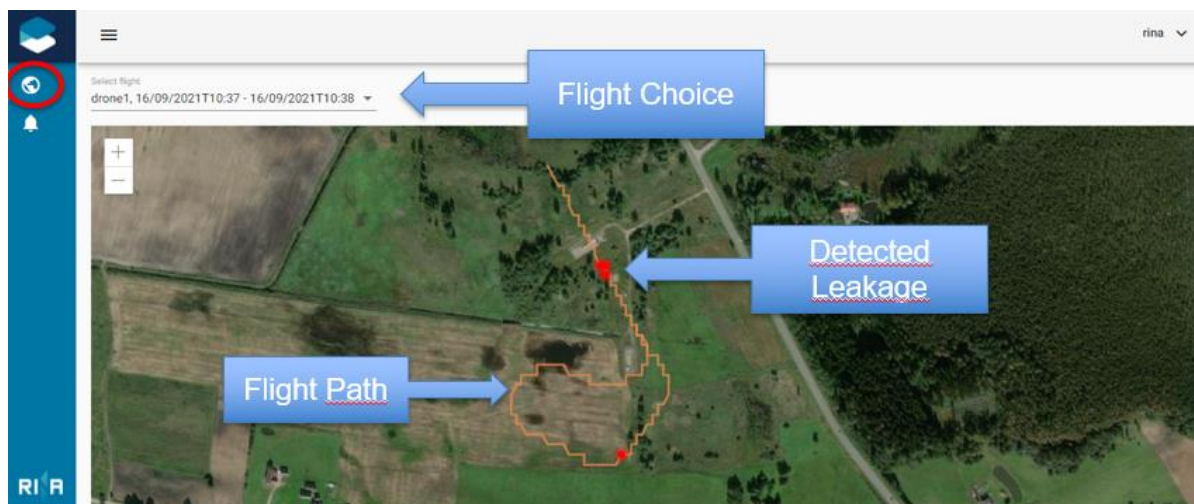 rina
Select flight
drone1, 16/09/2021T10:37 - 16/09/2021T10:38
Flight Choice
+
−
Detected
Leakage
Flight Path
RINA